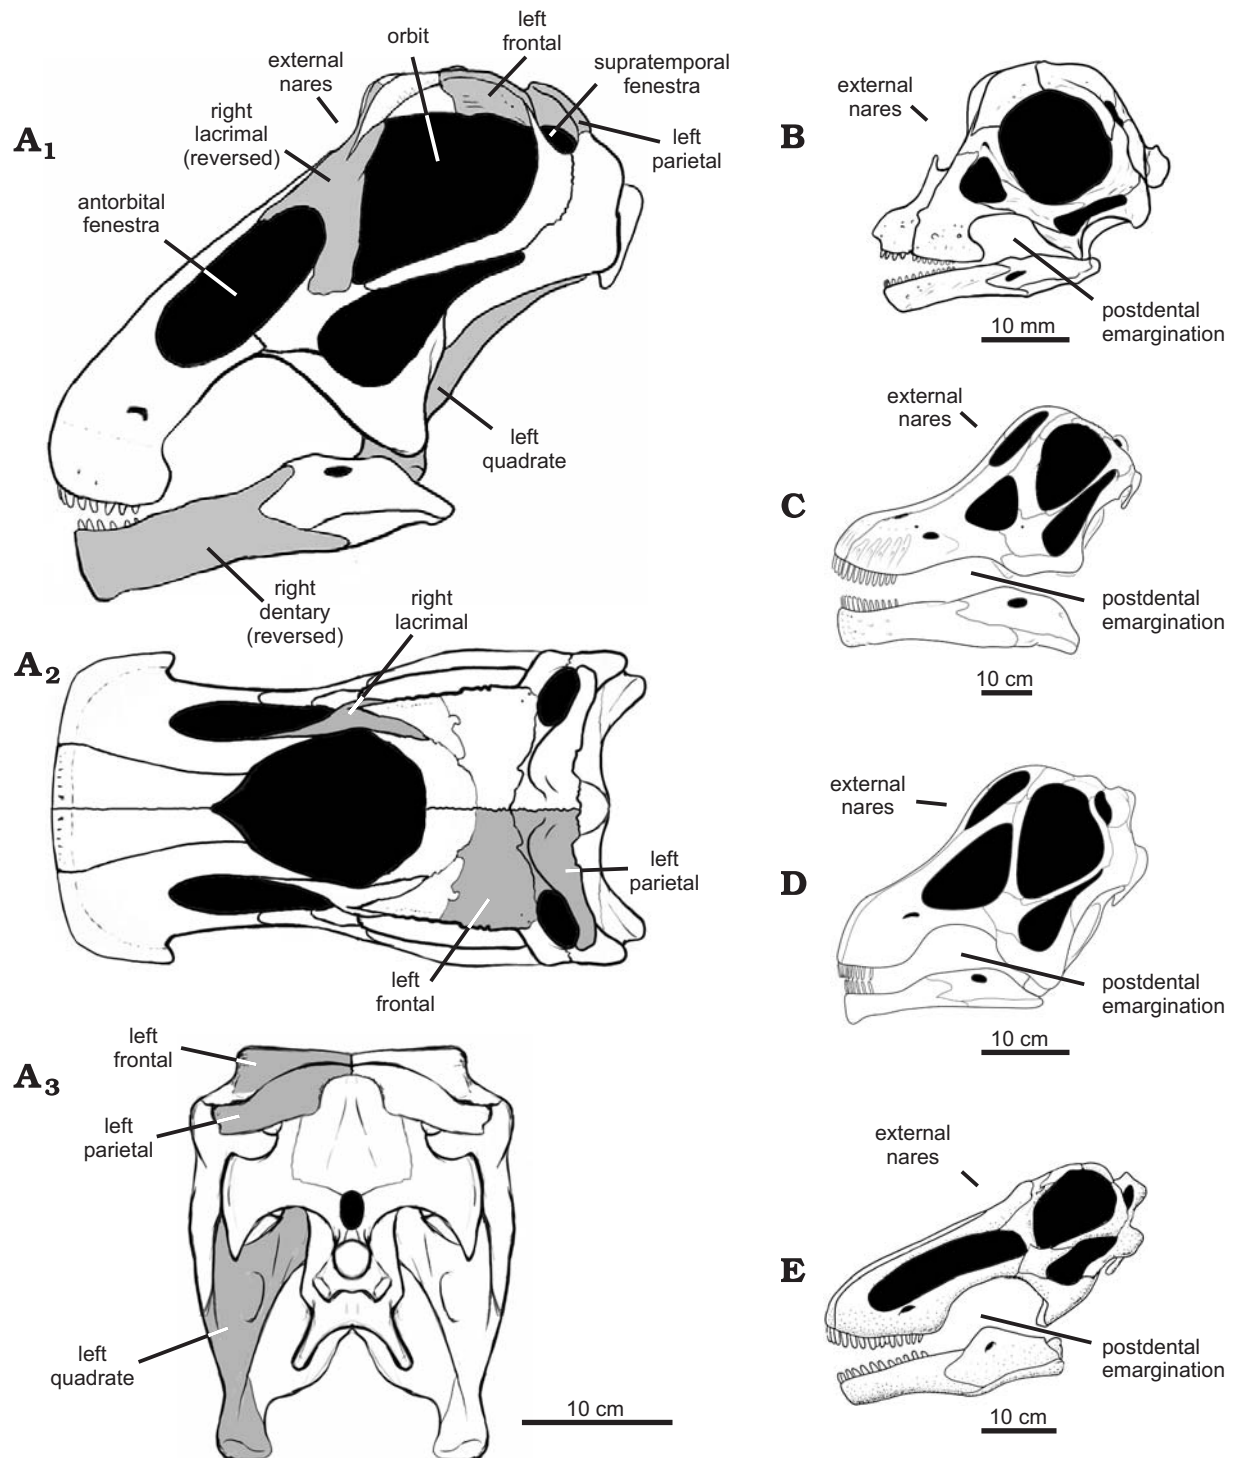 A1
external
nares
orbit
left
frontal
supratemporal
fenestra
right
lacrimal
(reversed)
left
parietal
antorbital
fenestra
left
quadrate
right
dentary
(reversed)
A2
right
lacrimal
left
parietal
left
frontal
A3
left
frontal
left
parietal
left
quadrate
10 cm
B
external
nares
postdental
emargination
10 mm
C
external
nares
postdental
emargination
10 cm
D
external
nares
postdental
emargination
10 cm
E
external
nares
postdental
emargination
10 cm